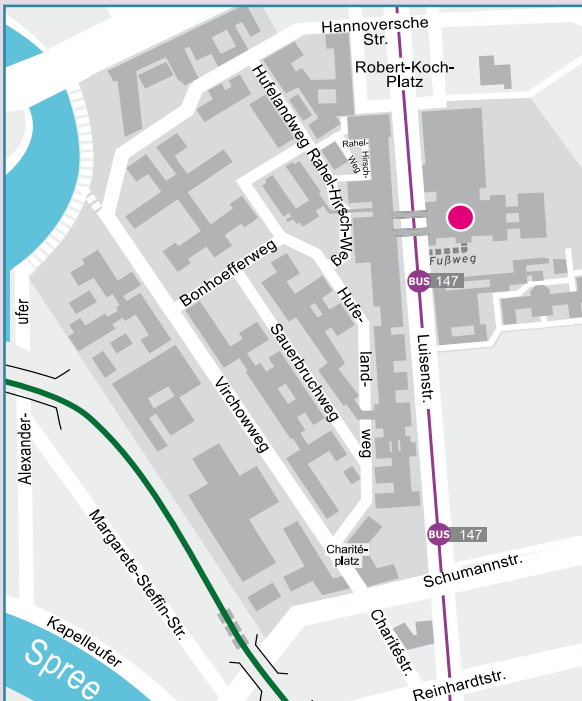 Hannoversche
Str.
Robert-Koch-
Platz
Hufelandweg
Rahel-Hirsch-Weg
Rahel-
Hirsch-
Weg
Fußweg
BUS 147
Bonhoefferweg
Hufe-
land-
weg
Sauerbruchweg
Virchowweg
Luisenstr.
ufer
Alexander-
Margarete-Steffin-Str.
BUS 147
Charité-
platz
Schumannstr.
Charitéstr.
Kapelleufer
Spree
Reinhardtstr.